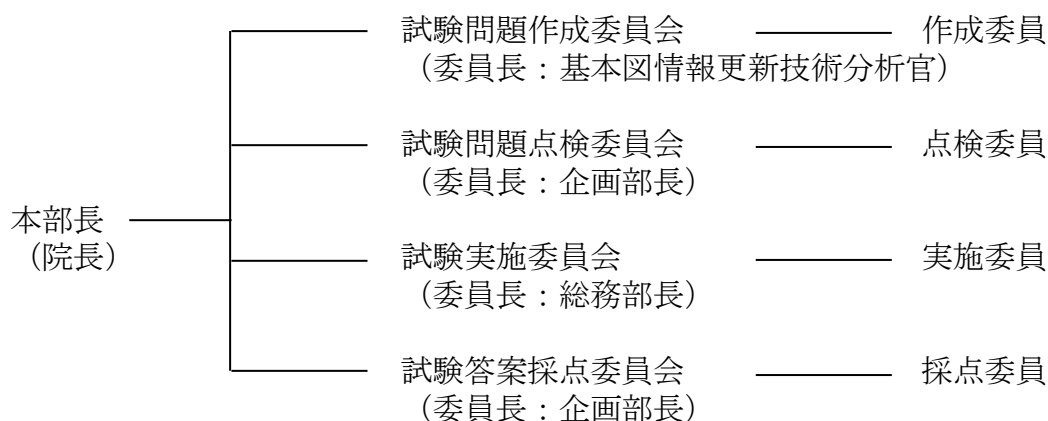 試験問題作成委員会 作成委員
（委員長：基本図情報更新技術分析官）
試験問題点検委員会 点検委員
（委員長：企画部長）
本部長
（院長）
試験実施委員会 実施委員
（委員長：総務部長）
試験答案採点委員会 採点委員
（委員長：企画部長）